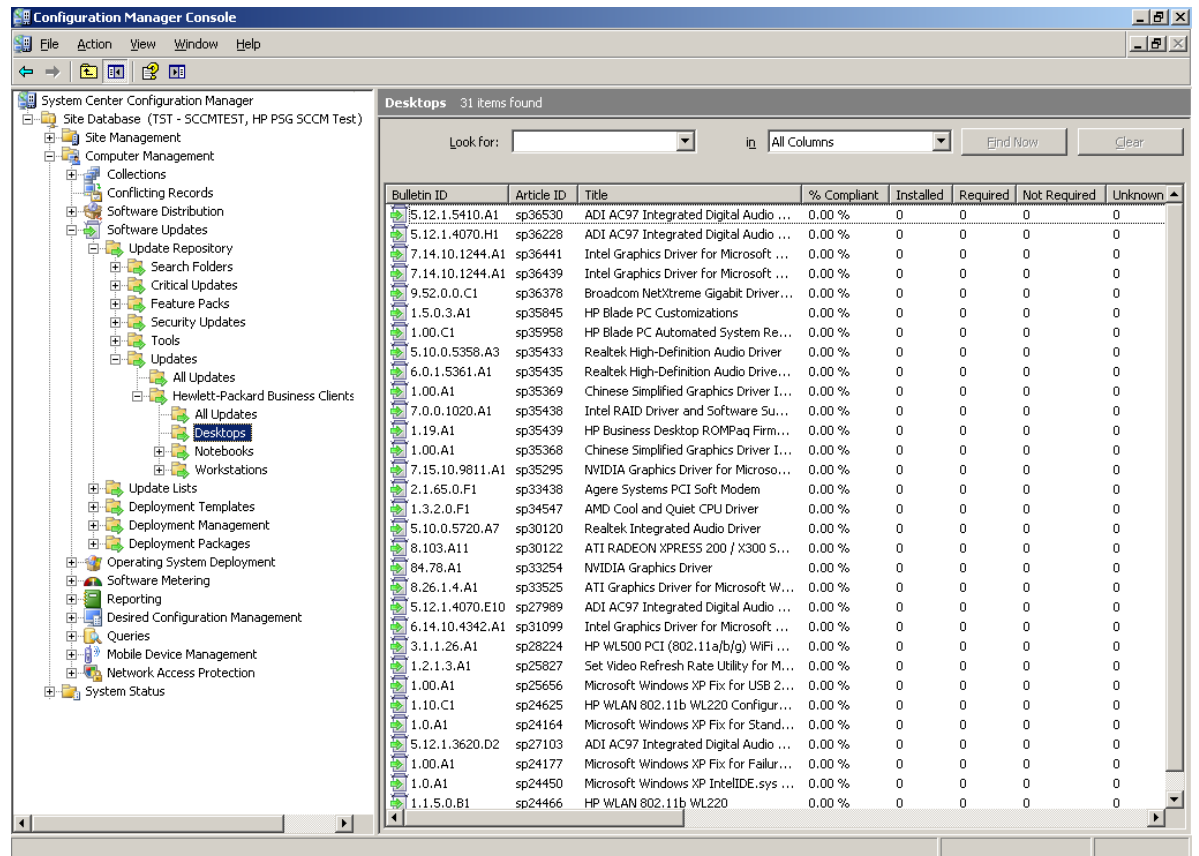 Configuration Manager Console
File Action View Window Help
System Center Configuration Manager
Site Database (TST - SCCMTEST, HP PSG SCCM Test)
Site Management
Computer Management
Collections
Conflicting Records
Software Distribution
Software Updates
Update Repository
Search Folders
Critical Updates
Feature Packs
Security Updates
Tools
Updates
All Updates
Hewlett-Packard Business Clients
All Updates
Desktops
Notebooks
Workstations
Update Lists
Deployment Templates
Deployment Management
Deployment Packages
Operating System Deployment
Software Metering
Reporting
Desired Configuration Management
Queries
Mobile Device Management
Network Access Protection
System Status
Desktops 31 items found
Look for: in All Columns Find Now Clear
Bulletin ID Article ID Title % Compliant Installed Required Not Required Unknown
5.12.1.5410.A1 sp36530 ADI AC97 Integrated Digital Audio ... 0.00 % 0 0 0 0
5.12.1.4070.H1 sp36228 ADI AC97 Integrated Digital Audio ... 0.00 % 0 0 0 0
7.14.10.1244.A1 sp36441 Intel Graphics Driver for Microsoft ... 0.00 % 0 0 0 0
7.14.10.1244.A1 sp36439 Intel Graphics Driver for Microsoft ... 0.00 % 0 0 0 0
9.52.0.0.C1 sp36378 Broadcom NetXtreme Gigabit Driver... 0.00 % 0 0 0 0
1.5.0.3.A1 sp35845 HP Blade PC Customizations 0.00 % 0 0 0 0
1.00.C1 sp35958 HP Blade PC Automated System Re... 0.00 % 0 0 0 0
5.10.0.5358.A3 sp35433 Realtek High-Definition Audio Driver 0.00 % 0 0 0 0
6.0.1.5361.A1 sp35435 Realtek High-Definition Audio Drive... 0.00 % 0 0 0 0
1.00.A1 sp35369 Chinese Simplified Graphics Driver I... 0.00 % 0 0 0 0
7.0.0.1020.A1 sp35438 Intel RAID Driver and Software Su... 0.00 % 0 0 0 0
1.19.A1 sp35439 HP Business Desktop ROMPaq Firm... 0.00 % 0 0 0 0
1.00.A1 sp35368 Chinese Simplified Graphics Driver I... 0.00 % 0 0 0 0
7.15.10.9811.A1 sp35295 NVIDIA Graphics Driver for Microso... 0.00 % 0 0 0 0
2.1.65.0.F1 sp33438 Agere Systems PCI Soft Modem 0.00 % 0 0 0 0
1.3.2.0.F1 sp34547 AMD Cool and Quiet CPU Driver 0.00 % 0 0 0 0
5.10.0.5720.A7 sp30120 Realtek Integrated Audio Driver 0.00 % 0 0 0 0
8.103.A11 sp30122 ATI RADEON XPRESS 200 / X300 S... 0.00 % 0 0 0 0
84.78.A1 sp33254 NVIDIA Graphics Driver 0.00 % 0 0 0 0
8.26.1.4.A1 sp33525 ATI Graphics Driver for Microsoft W... 0.00 % 0 0 0 0
5.12.1.4070.E10 sp27989 ADI AC97 Integrated Digital Audio ... 0.00 % 0 0 0 0
6.14.10.4342.A1 sp31099 Intel Graphics Driver for Microsoft ... 0.00 % 0 0 0 0
3.1.1.26.A1 sp28224 HP WL500 PCI (802.11a/b/g) WiFi ... 0.00 % 0 0 0 0
1.2.1.3.A1 sp25827 Set Video Refresh Rate Utility for M... 0.00 % 0 0 0 0
1.00.A1 sp25656 Microsoft Windows XP Fix for USB 2... 0.00 % 0 0 0 0
1.10.C1 sp24625 HP WLAN 802.11b WL220 Configur... 0.00 % 0 0 0 0
1.0.A1 sp24164 Microsoft Windows XP Fix for Stand... 0.00 % 0 0 0 0
5.12.1.3620.D2 sp27103 ADI AC97 Integrated Digital Audio ... 0.00 % 0 0 0 0
1.00.A1 sp24177 Microsoft Windows XP Fix for Failur... 0.00 % 0 0 0 0
1.0.A1 sp24450 Microsoft Windows XP IntelIDE.sys ... 0.00 % 0 0 0 0
1.1.5.0.B1 sp24466 HP WLAN 802.11b WL220 0.00 % 0 0 0 0